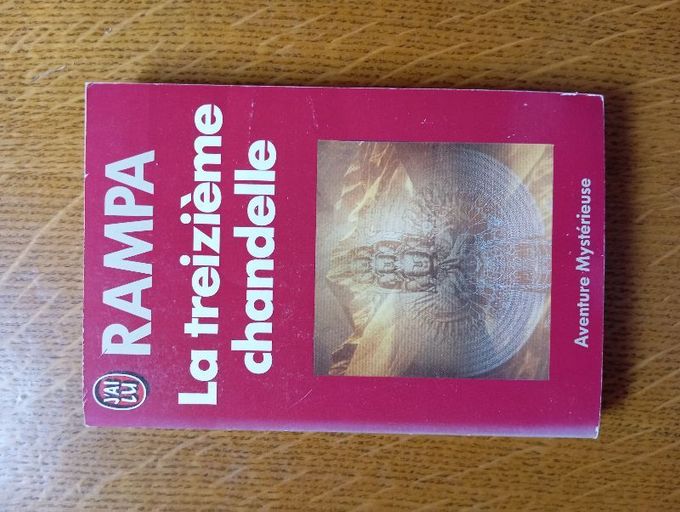 J'AI
LU
RAMPA
La treizième
chandelle
Aventure Mystérieuse